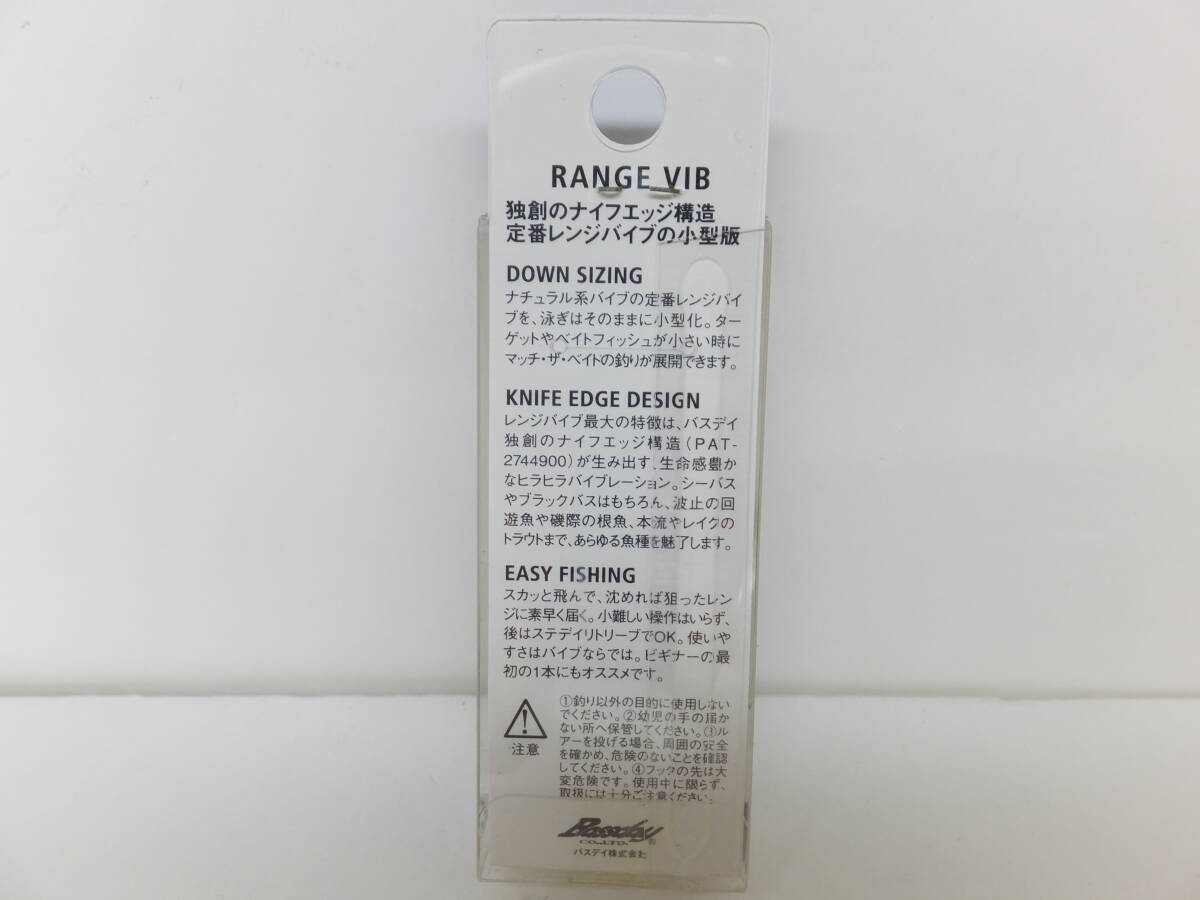 RANGE VIB
独創のナイフエッジ構造
定番レンジバイブの小型版
DOWN SIZING
ナチュラル系バイブの定番レンジバイ
ブを、泳ぎはそのままに小型化。ター
ゲットやベイトフィッシュが小さい時に
マッチ・ザ・ベイトの釣りが展開できます。
KNIFE EDGE DESIGN
レンジバイブ最大の特徴は、バスデイ
独創のナイフエッジ構造(PAT-
2744900)が生み出す、生命感豊か
なヒラヒラバイブレーション。シーバス
やブラックバスはもちろん、波止の回
遊魚や磯際の根魚、本流やレイクの
トラウトまで、あらゆる魚種を魅了します。
EASY FISHING
スカッと飛んで、沈めれば狙ったレン
ジに素早く届く。小難しい操作はいらず、
後はステディリトリーブでOK。使いや
すさはバイブならでは。ビギナーの最
初の1本にもオススメです。
①釣り以外の目的に使用しない
でください。②幼児の手の届か
ない所へ保管してください。③ル
アーを投げる場合、周囲の安全
を確かめ、危険のないことを確認
してください。④フックの先は大
変危険です。使用中に限らず、
取扱には十分ご注意ください。
注意
Bassday®
CO.,LTD.
バスデイ株式会社